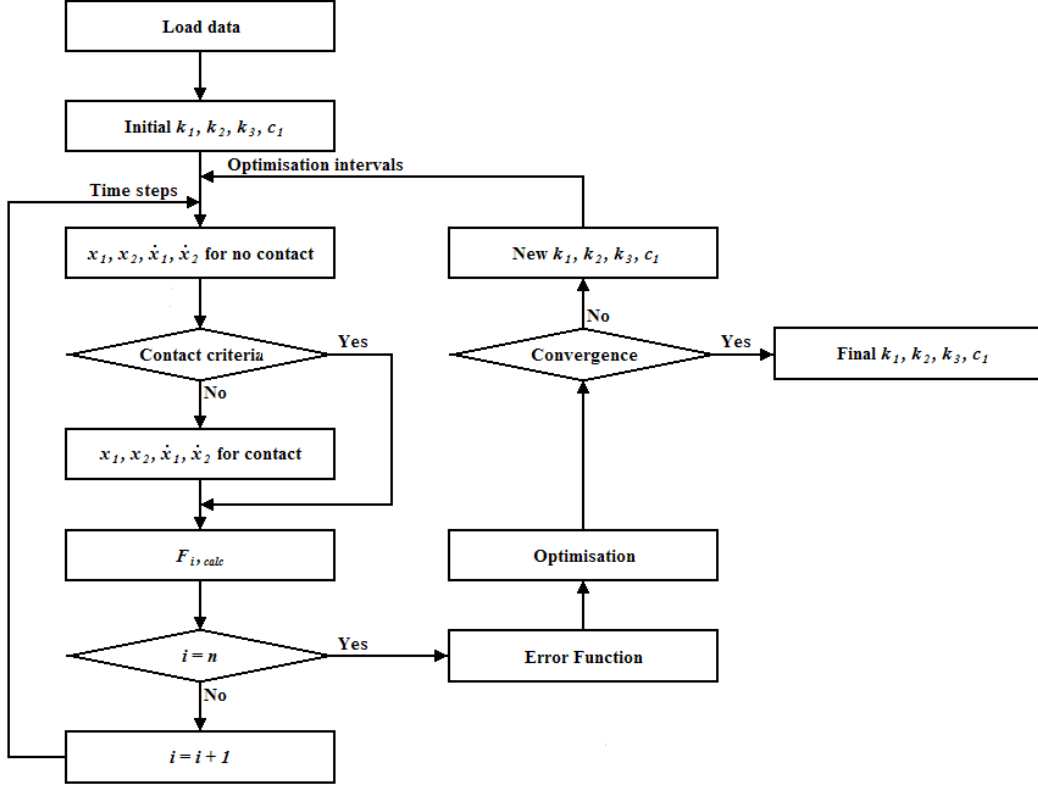 Load data
Initial k₁, k₂, k₃, c₁
Optimisation intervals
Time steps
x₁, x₂, ẋ₁, ẋ₂ for no contact
New k₁, k₂, k₃, c₁
No
Contact criteria
Yes
Convergence
Yes
Final k₁, k₂, k₃, c₁
No
x₁, x₂, ẋ₁, ẋ₂ for contact
F i, calc
Optimisation
i = n
Yes
Error Function
No
i = i + 1